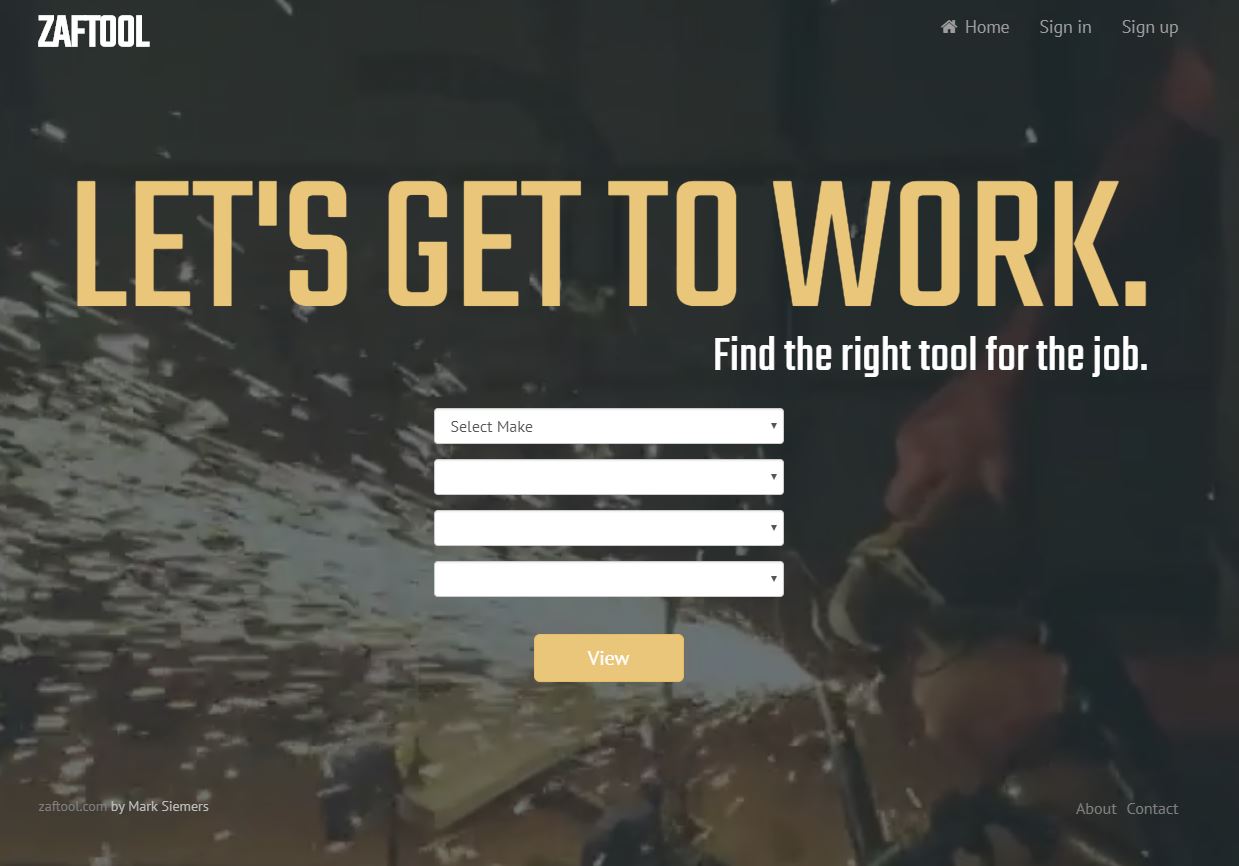 ZAFTOOL
Home Sign in Sign up
LET'S GET TO WORK.
Find the right tool for the job.
Select Make
View
zaftool.com by Mark Siemers
About Contact